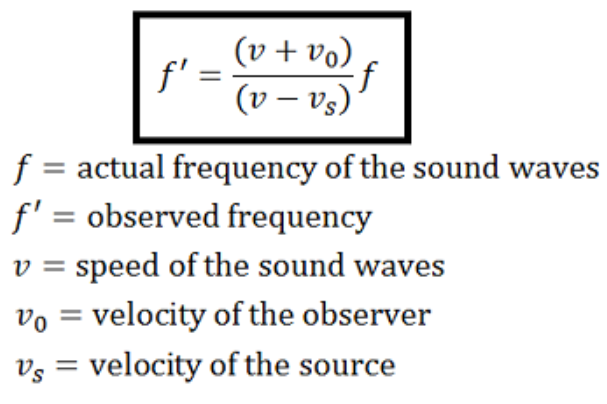 f′ = (v + v₀) / (v − vₛ) f
f = actual frequency of the sound waves
f′ = observed frequency
v = speed of the sound waves
v₀ = velocity of the observer
vₛ = velocity of the source